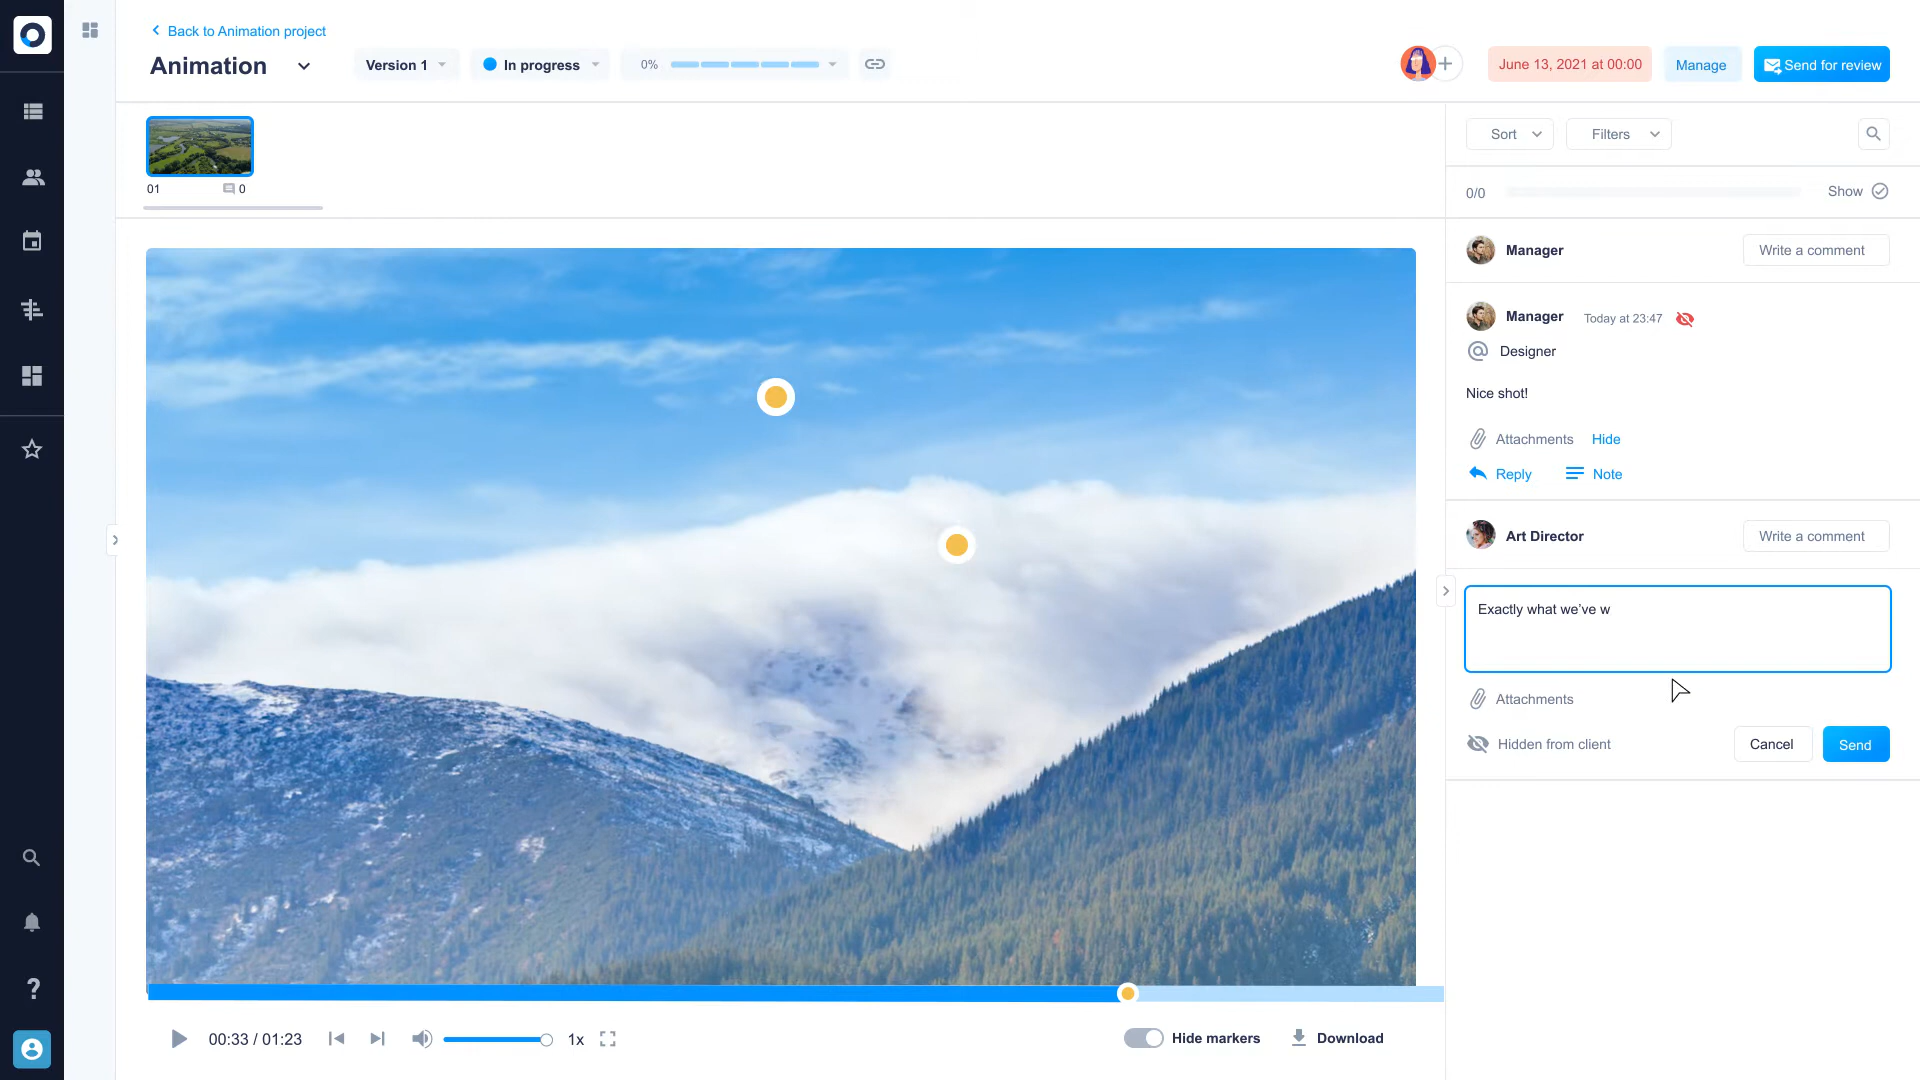 Back to Animation project
Animation
Version 1
In progress
0%
June 13, 2021 at 00:00
Manage
Send for review
01
0
Sort
Filters
0/0
Show
Manager
Write a comment
Manager
Today at 23:47
Designer
Nice shot!
Attachments
Hide
Reply
Note
Art Director
Write a comment
Exactly what we’ve w
Attachments
Hidden from client
Cancel
Send
00:33 / 01:23
1x
Hide markers
Download